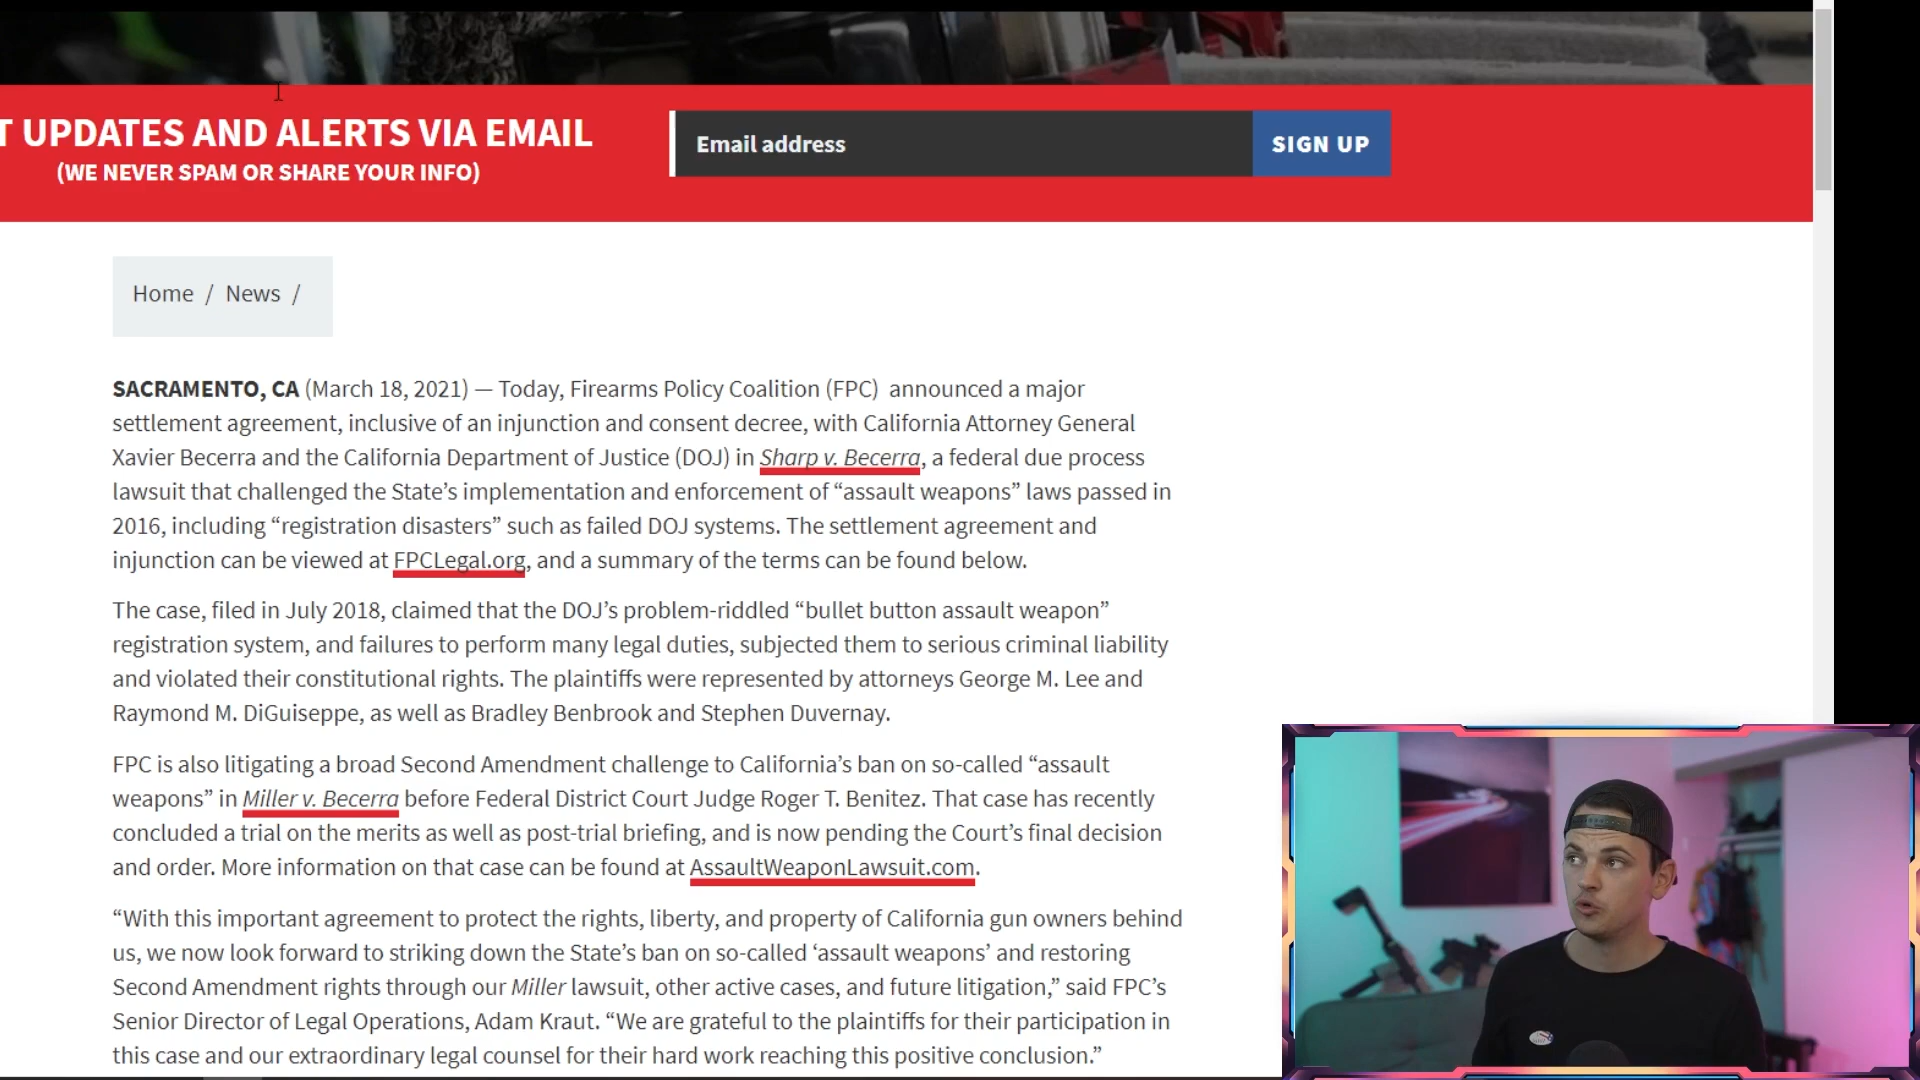 T UPDATES AND ALERTS VIA EMAIL
(WE NEVER SPAM OR SHARE YOUR INFO)
Email address
SIGN UP
Home / News /
SACRAMENTO, CA (March 18, 2021) — Today, Firearms Policy Coalition (FPC)  announced a major
settlement agreement, inclusive of an injunction and consent decree, with California Attorney General
Xavier Becerra and the California Department of Justice (DOJ) in Sharp v. Becerra, a federal due process
lawsuit that challenged the State’s implementation and enforcement of “assault weapons” laws passed in
2016, including “registration disasters” such as failed DOJ systems. The settlement agreement and
injunction can be viewed at FPCLegal.org, and a summary of the terms can be found below.
The case, filed in July 2018, claimed that the DOJ’s problem-riddled “bullet button assault weapon”
registration system, and failures to perform many legal duties, subjected them to serious criminal liability
and violated their constitutional rights. The plaintiffs were represented by attorneys George M. Lee and
Raymond M. DiGuiseppe, as well as Bradley Benbrook and Stephen Duvernay.
FPC is also litigating a broad Second Amendment challenge to California’s ban on so-called “assault
weapons” in Miller v. Becerra before Federal District Court Judge Roger T. Benitez. That case has recently
concluded a trial on the merits as well as post-trial briefing, and is now pending the Court’s final decision
and order. More information on that case can be found at AssaultWeaponLawsuit.com.
“With this important agreement to protect the rights, liberty, and property of California gun owners behind
us, we now look forward to striking down the State’s ban on so-called ‘assault weapons’ and restoring
Second Amendment rights through our Miller lawsuit, other active cases, and future litigation,” said FPC’s
Senior Director of Legal Operations, Adam Kraut. “We are grateful to the plaintiffs for their participation in
this case and our extraordinary legal counsel for their hard work reaching this positive conclusion.”